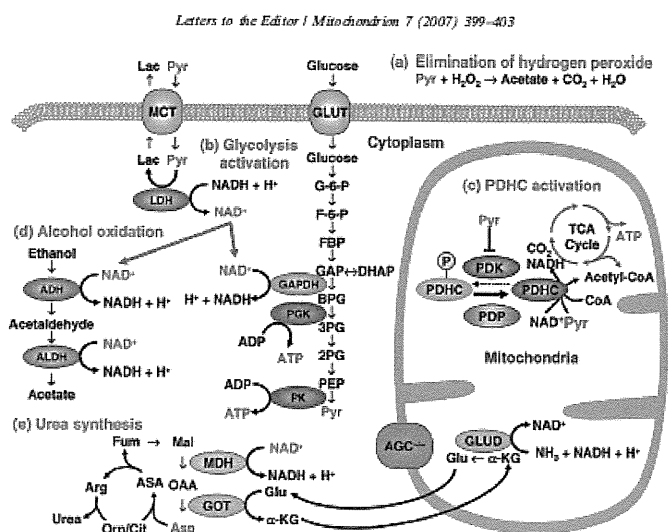 Letters to the Editor / Mitochondrion 7 (2007) 399–403
Lac Pyr
Glucose
(a) Elimination of hydrogen peroxide
Pyr + H₂O₂ → Acetate + CO₂ + H₂O
MCT
GLUT
Cytoplasm
Lac Pyr
(b) Glycolysis
activation
LDH
NADH + H⁺
NAD⁺
Glucose
G-6-P
F-6-P
FBP
GAP↔DHAP
BPG
3PG
2PG
PEP
Pyr
NAD⁺
H⁺ + NADH
GAPDH
PGK
ADP
ATP
ADP
ATP
PK
(c) PDHC activation
Pyr
P
PDHC
PDK
PDP
PDHC
CO₂
NADH
TCA
Cycle
ATP
Acetyl-CoA
CoA
NAD⁺Pyr
Mitochondria
(d) Alcohol oxidation
Ethanol
ADH
NAD⁺
NADH + H⁺
Acetaldehyde
ALDH
NAD⁺
NADH + H⁺
Acetate
(e) Urea synthesis
Fum → Mal
MDH
NAD⁺
NADH + H⁺
Arg
ASA OAA
GOT
Glu
α-KG
Urea
Orn/Cit
Asp
AGC
GLUD
NAD⁺
Glu ← α-KG
NH₃ + NADH + H⁺